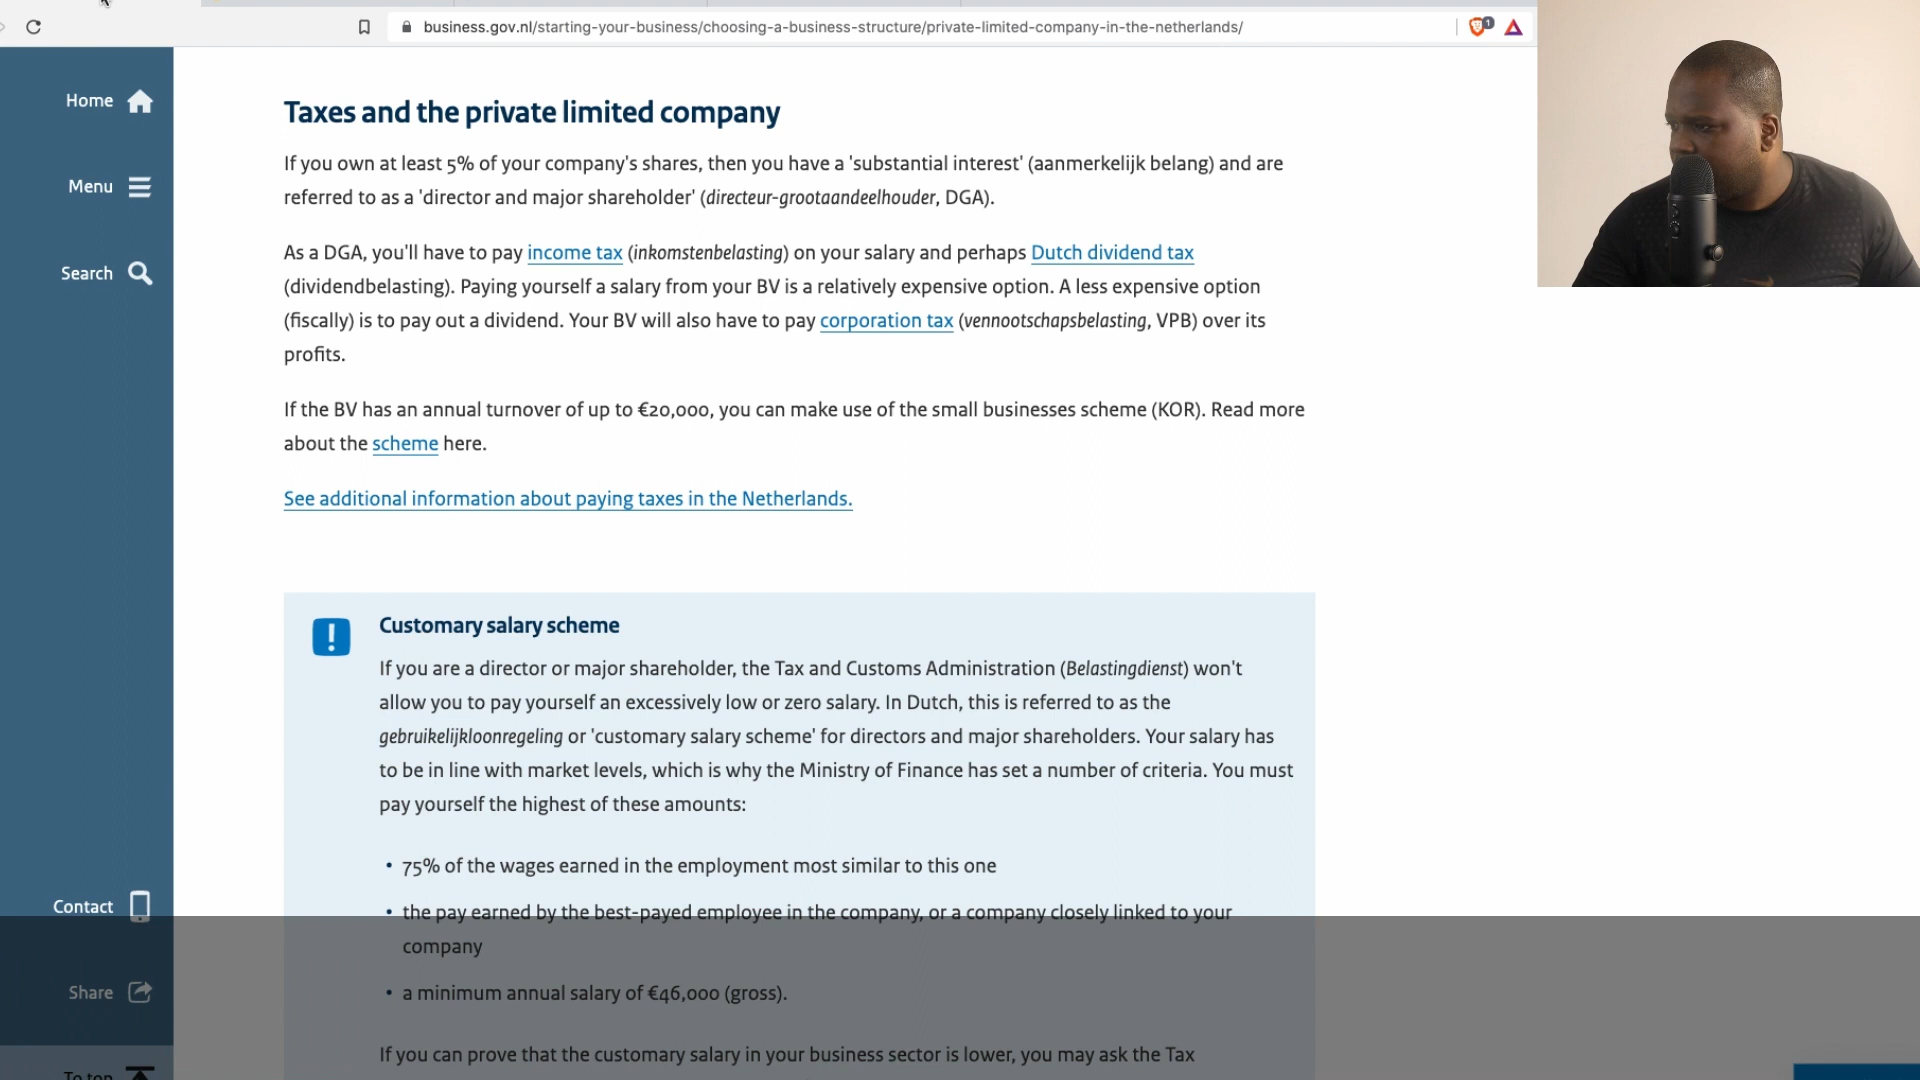 business.gov.nl/starting-your-business/choosing-a-business-structure/private-limited-company-in-the-netherlands/
1
Home
Menu
Search
Taxes and the private limited company
If you own at least 5% of your company's shares, then you have a 'substantial interest' (aanmerkelijk belang) and are
referred to as a 'director and major shareholder' (directeur-grootaandeelhouder, DGA).
As a DGA, you'll have to pay income tax (inkomstenbelasting) on your salary and perhaps Dutch dividend tax
(dividendbelasting). Paying yourself a salary from your BV is a relatively expensive option. A less expensive option
(fiscally) is to pay out a dividend. Your BV will also have to pay corporation tax (vennootschapsbelasting, VPB) over its
profits.
If the BV has an annual turnover of up to €20,000, you can make use of the small businesses scheme (KOR). Read more
about the scheme here.
See additional information about paying taxes in the Netherlands.
Customary salary scheme
If you are a director or major shareholder, the Tax and Customs Administration (Belastingdienst) won't
allow you to pay yourself an excessively low or zero salary. In Dutch, this is referred to as the
gebruikelijkloonregeling or 'customary salary scheme' for directors and major shareholders. Your salary has
to be in line with market levels, which is why the Ministry of Finance has set a number of criteria. You must
pay yourself the highest of these amounts:
• 75% of the wages earned in the employment most similar to this one
• the pay earned by the best-payed employee in the company, or a company closely linked to your
company
• a minimum annual salary of €46,000 (gross).
If you can prove that the customary salary in your business sector is lower, you may ask the Tax
Contact
Share
To top